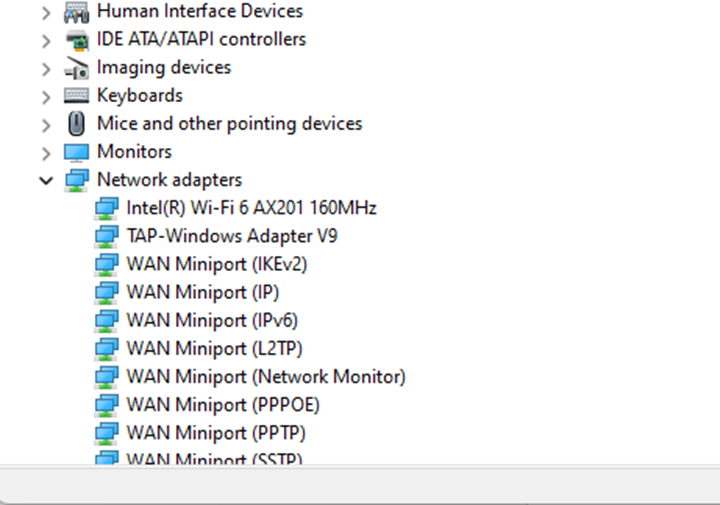 Human Interface Devices
IDE ATA/ATAPI controllers
Imaging devices
Keyboards
Mice and other pointing devices
Monitors
Network adapters
Intel(R) Wi-Fi 6 AX201 160MHz
TAP-Windows Adapter V9
WAN Miniport (IKEv2)
WAN Miniport (IP)
WAN Miniport (IPv6)
WAN Miniport (L2TP)
WAN Miniport (Network Monitor)
WAN Miniport (PPPOE)
WAN Miniport (PPTP)
WAN Miniport (SSTP)